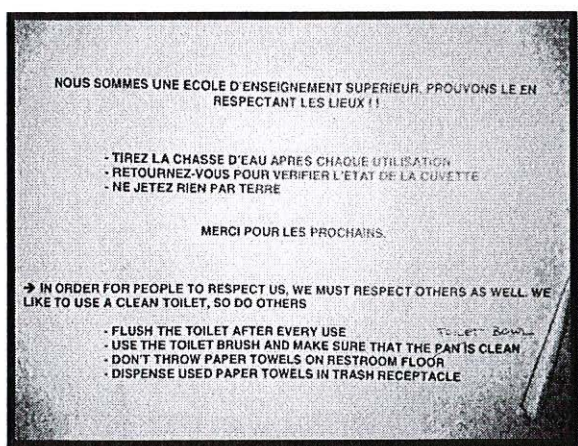 NOUS SOMMES UNE ECOLE D'ENSEIGNEMENT SUPERIEUR. PROUVONS LE EN
RESPECTANT LES LIEUX !!
- TIREZ LA CHASSE D'EAU APRES CHAQUE UTILISATION
- RETOURNEZ-VOUS POUR VERIFIER L'ETAT DE LA CUVETTE
- NE JETEZ RIEN PAR TERRE
MERCI POUR LES PROCHAINS.
→ IN ORDER FOR PEOPLE TO RESPECT US, WE MUST RESPECT OTHERS AS WELL. WE
LIKE TO USE A CLEAN TOILET, SO DO OTHERS
- FLUSH THE TOILET AFTER EVERY USE
TOILET BOWL
- USE THE TOILET BRUSH AND MAKE SURE THAT THE PAN IS CLEAN
- DON'T THROW PAPER TOWELS ON RESTROOM FLOOR
- DISPENSE USED PAPER TOWELS IN TRASH RECEPTACLE